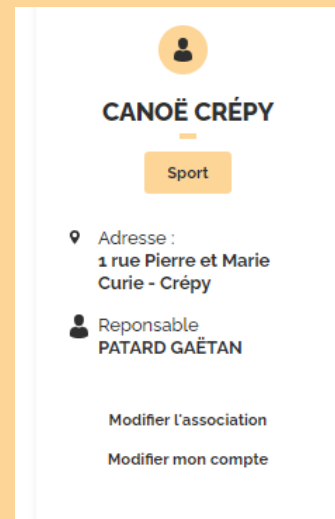 CANOË CRÉPY
Sport
Adresse :
1 rue Pierre et Marie
Curie - Crépy
Reponsable
PATARD GAËTAN
Modifier l'association
Modifier mon compte